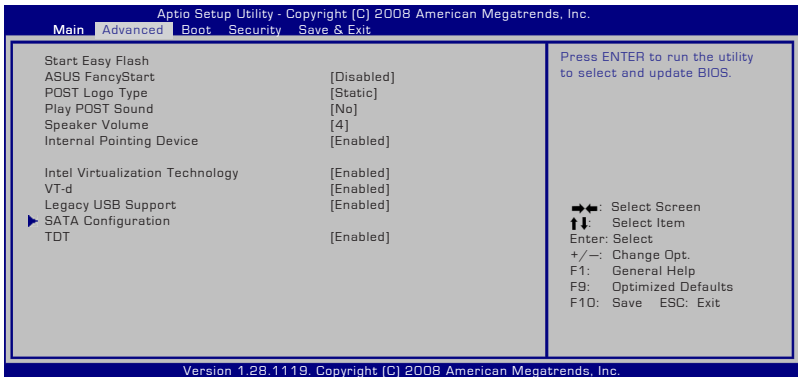 Aptio Setup Utility - Copyright (C) 2008 American Megatrends, Inc.
Main Advanced Boot Security Save & Exit
Start Easy Flash
ASUS FancyStart [Disabled]
POST Logo Type [Static]
Play POST Sound [No]
Speaker Volume [4]
Internal Pointing Device [Enabled]
Intel Virtualization Technology [Enabled]
VT-d [Enabled]
Legacy USB Support [Enabled]
SATA Configuration
TDT [Enabled]
Press ENTER to run the utility
to select and update BIOS.
→←: Select Screen
↑↓: Select Item
Enter: Select
+/—: Change Opt.
F1: General Help
F9: Optimized Defaults
F10: Save ESC: Exit
Version 1.28.1119. Copyright (C) 2008 American Megatrends, Inc.